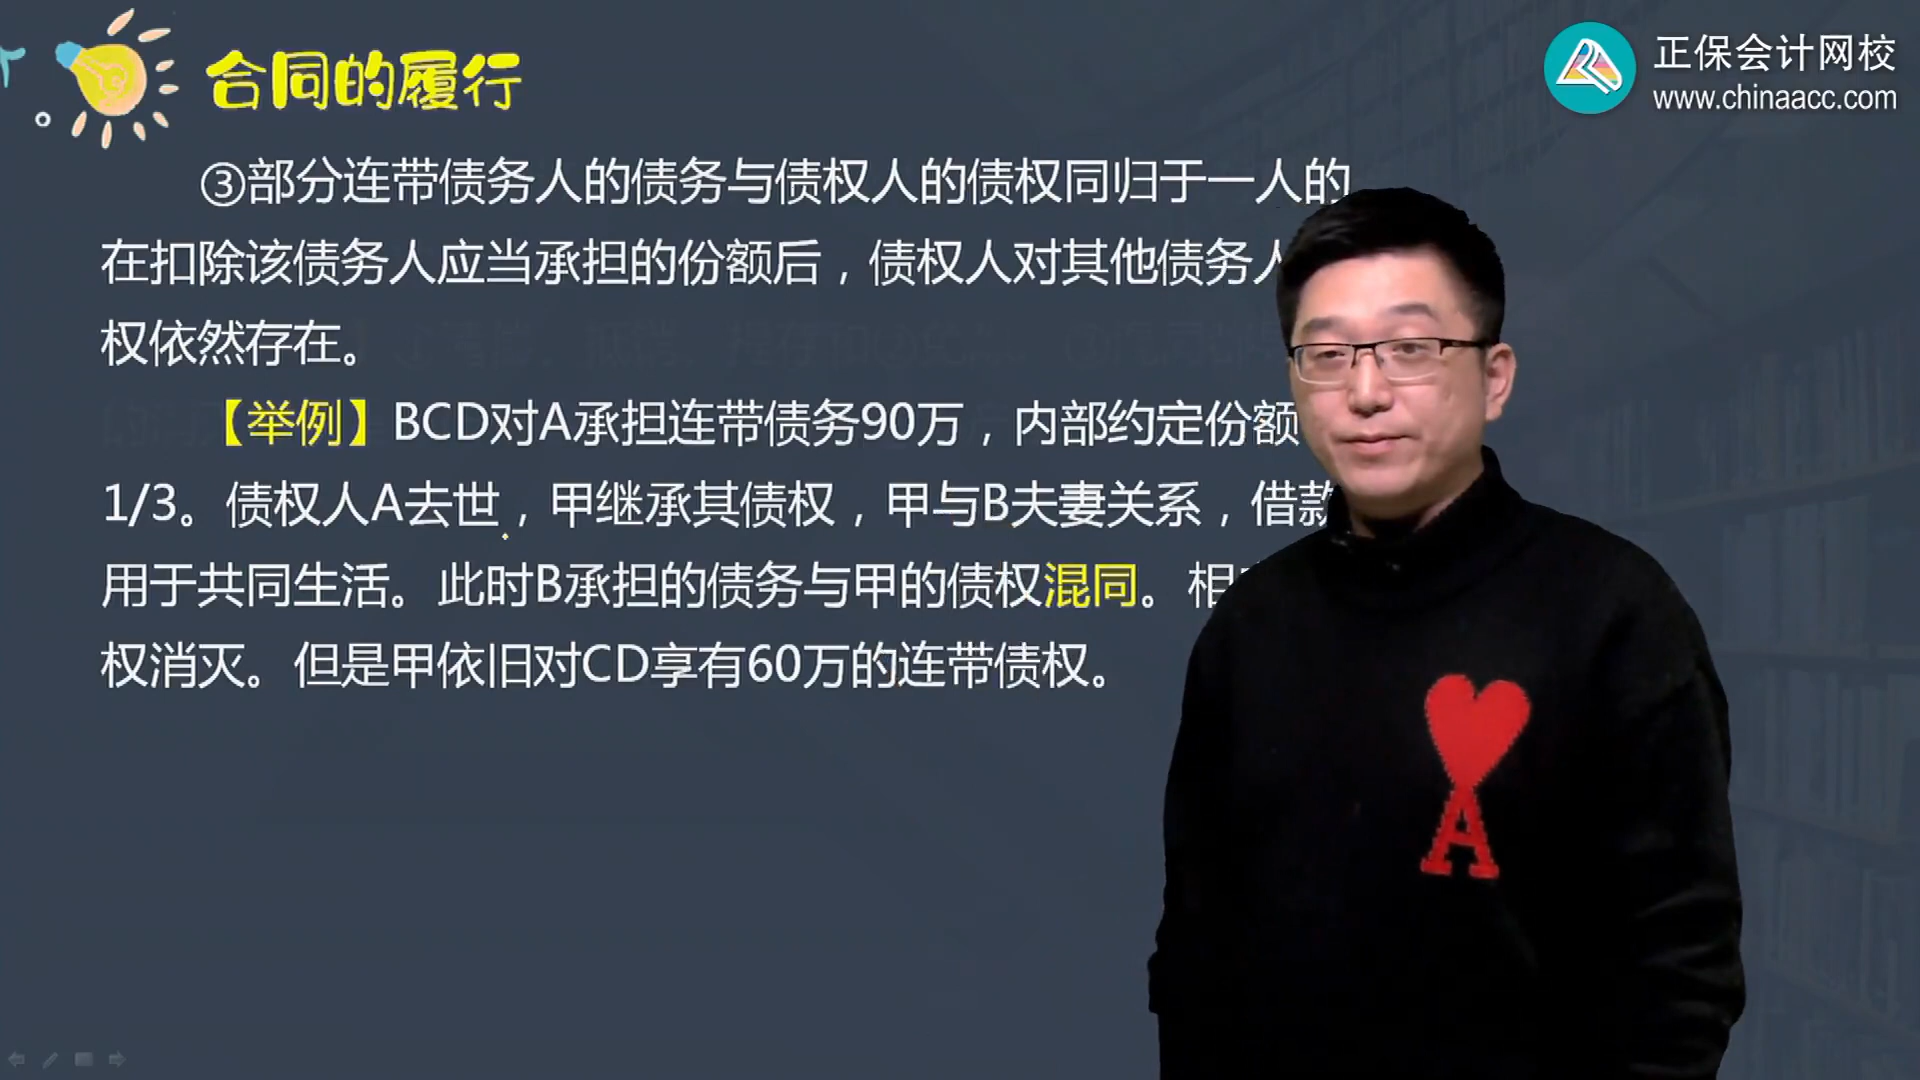 合同的履行
正保会计网校
www.chinaacc.com
③部分连带债务人的债务与债权人的债权同归于一人的
在扣除该债务人应当承担的份额后，债权人对其他债务人
权依然存在。
【举例】BCD对A承担连带债务90万，内部约定份额
1/3。债权人A去世，甲继承其债权，甲与B夫妻关系，借款
用于共同生活。此时B承担的债务与甲的债权混同。相
权消灭。但是甲依旧对CD享有60万的连带债权。
A